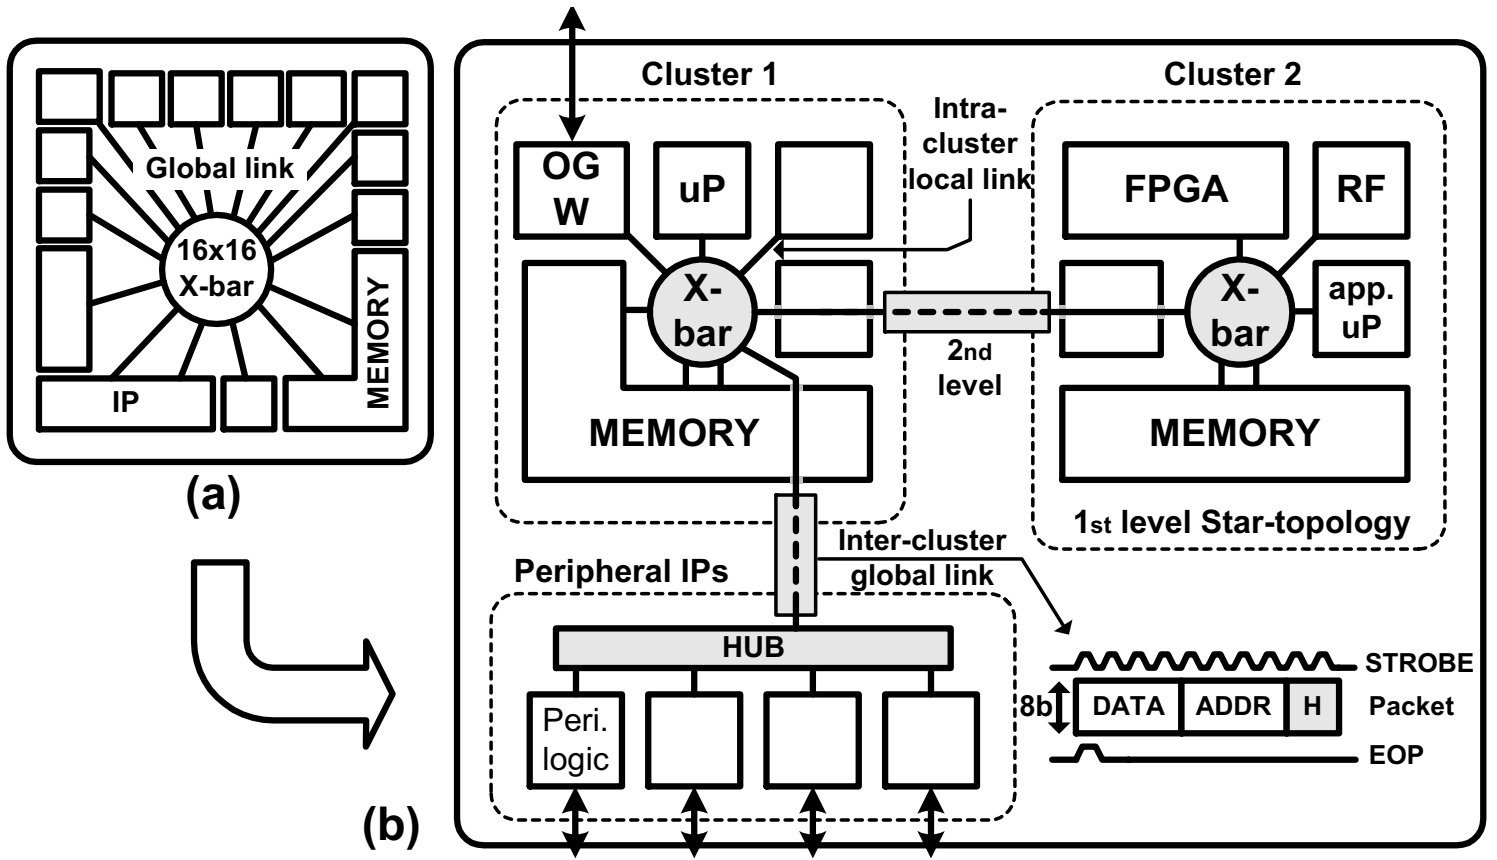 Global link
16x16
X-bar
MEMORY
IP
(a)
Cluster 1
OG
W
uP
X-
bar
MEMORY
Intra-
cluster
local link
2nd
level
Cluster 2
FPGA
RF
X-
bar
app.
uP
MEMORY
1st level Star-topology
Inter-cluster
global link
Peripheral IPs
HUB
Peri.
logic
STROBE
8b
DATA
ADDR
H
Packet
EOP
(b)